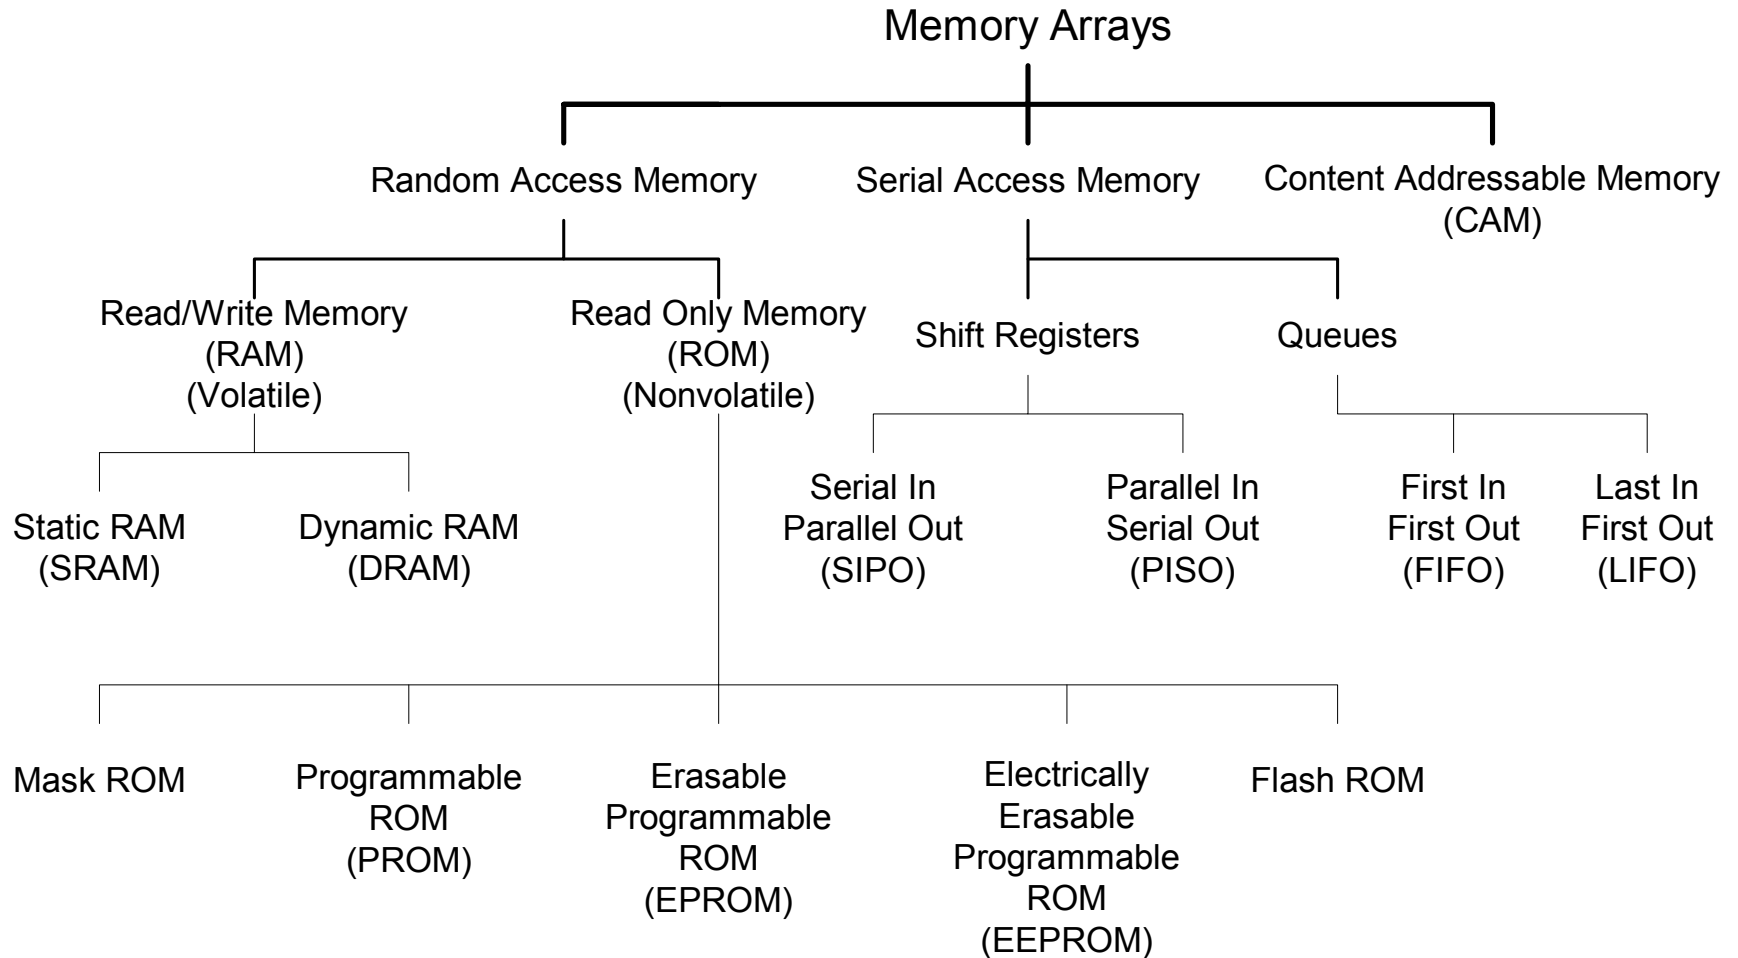 Memory Arrays
Random Access Memory
Serial Access Memory
Content Addressable Memory
(CAM)
Read/Write Memory
(RAM)
(Volatile)
Read Only Memory
(ROM)
(Nonvolatile)
Shift Registers
Queues
Static RAM
(SRAM)
Dynamic RAM
(DRAM)
Serial In
Parallel Out
(SIPO)
Parallel In
Serial Out
(PISO)
First In
First Out
(FIFO)
Last In
First Out
(LIFO)
Mask ROM
Programmable
ROM
(PROM)
Erasable
Programmable
ROM
(EPROM)
Electrically
Erasable
Programmable
ROM
(EEPROM)
Flash ROM